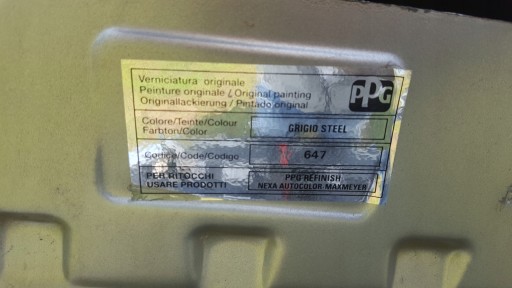 Verniciatura originale
Peinture originale / Original painting
Originallackierung / Pintado original
PPG
Colore/Teinte/Colour
Farbton/Color
GRIGIO STEEL
Codice/Code/Codigo
647
PER RITOCCHI
USARE PRODOTTI
PPG REFINISH
NEXA AUTOCOLOR MAXMEYER